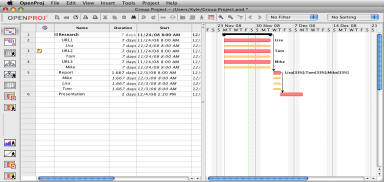 OpenProj File Edit View Insert Tools Project Help
Group Project — /Users/Kyle/Group Project.pod *
OPENPROJ No Filter No Sorting
Name Duration Start
23 Nov 08 30 Nov 08 7 Dec 08 14 Dec 08
1 Research 7 days 11/24/08 8:00 AM 12/
2 URL1 7 days 11/24/08 8:00 AM 12/
Lisa 7 days 11/24/08 8:00 AM 12/ Lisa
3 URL2 7 days 11/24/08 8:00 AM 12/
Tom 7 days 11/24/08 8:00 AM 12/ Tom
4 URL3 7 days 11/24/08 8:00 AM 12/
Mike 7 days 11/24/08 8:00 AM 12/ Mike
5 Report 1.667 days 12/3/08 8:00 AM 12/ Lisa[33%];Tom[33%];Mike[33%]
Mike 1.667 days 12/3/08 8:00 AM 12/
Lisa 1.667 days 12/3/08 8:00 AM 12/
Tom 1.667 days 12/3/08 8:00 AM 12/
6 Presentation 2 days 12/4/08 2:20 PM 12/